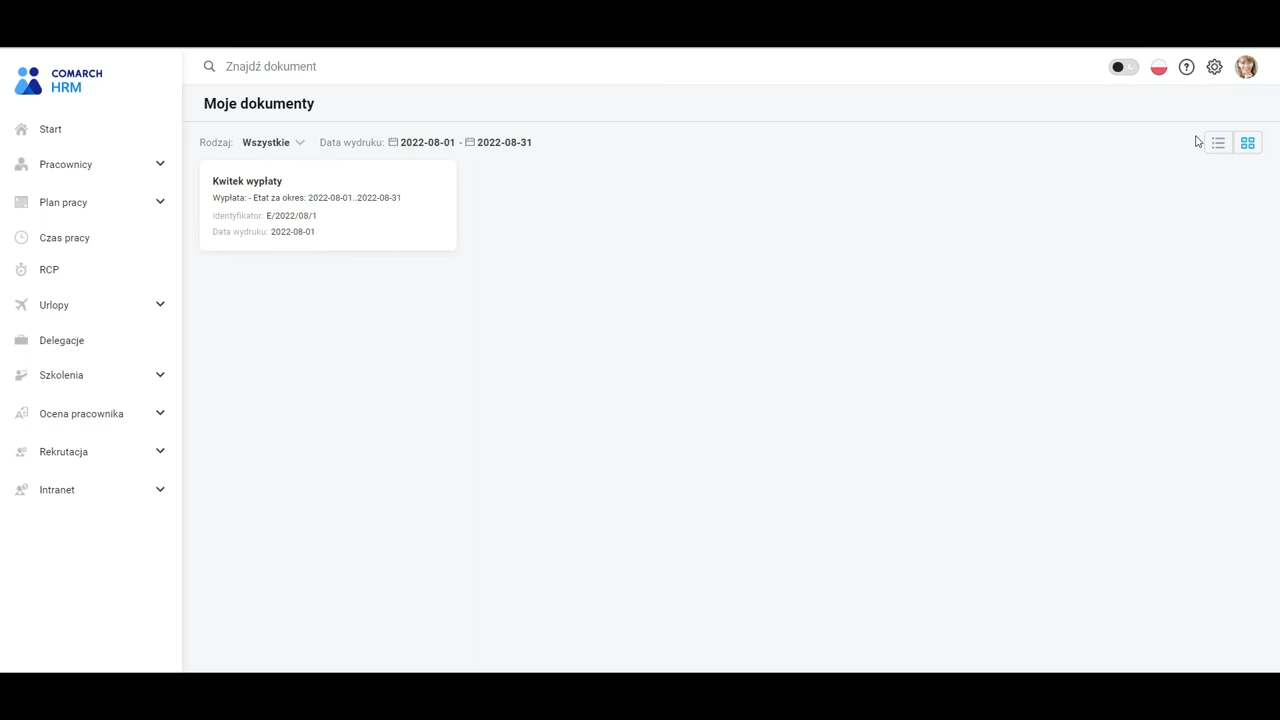 COMARCH
HRM
Znajdź dokument
Moje dokumenty
Rodzaj: Wszystkie Data wydruku: 2022-08-01 - 2022-08-31
Kwitek wypłaty
Wypłata: - Etat za okres: 2022-08-01..2022-08-31
Identyfikator: E/2022/08/1
Data wydruku: 2022-08-01
Start
Pracownicy
Plan pracy
Czas pracy
RCP
Urlopy
Delegacje
Szkolenia
Ocena pracownika
Rekrutacja
Intranet